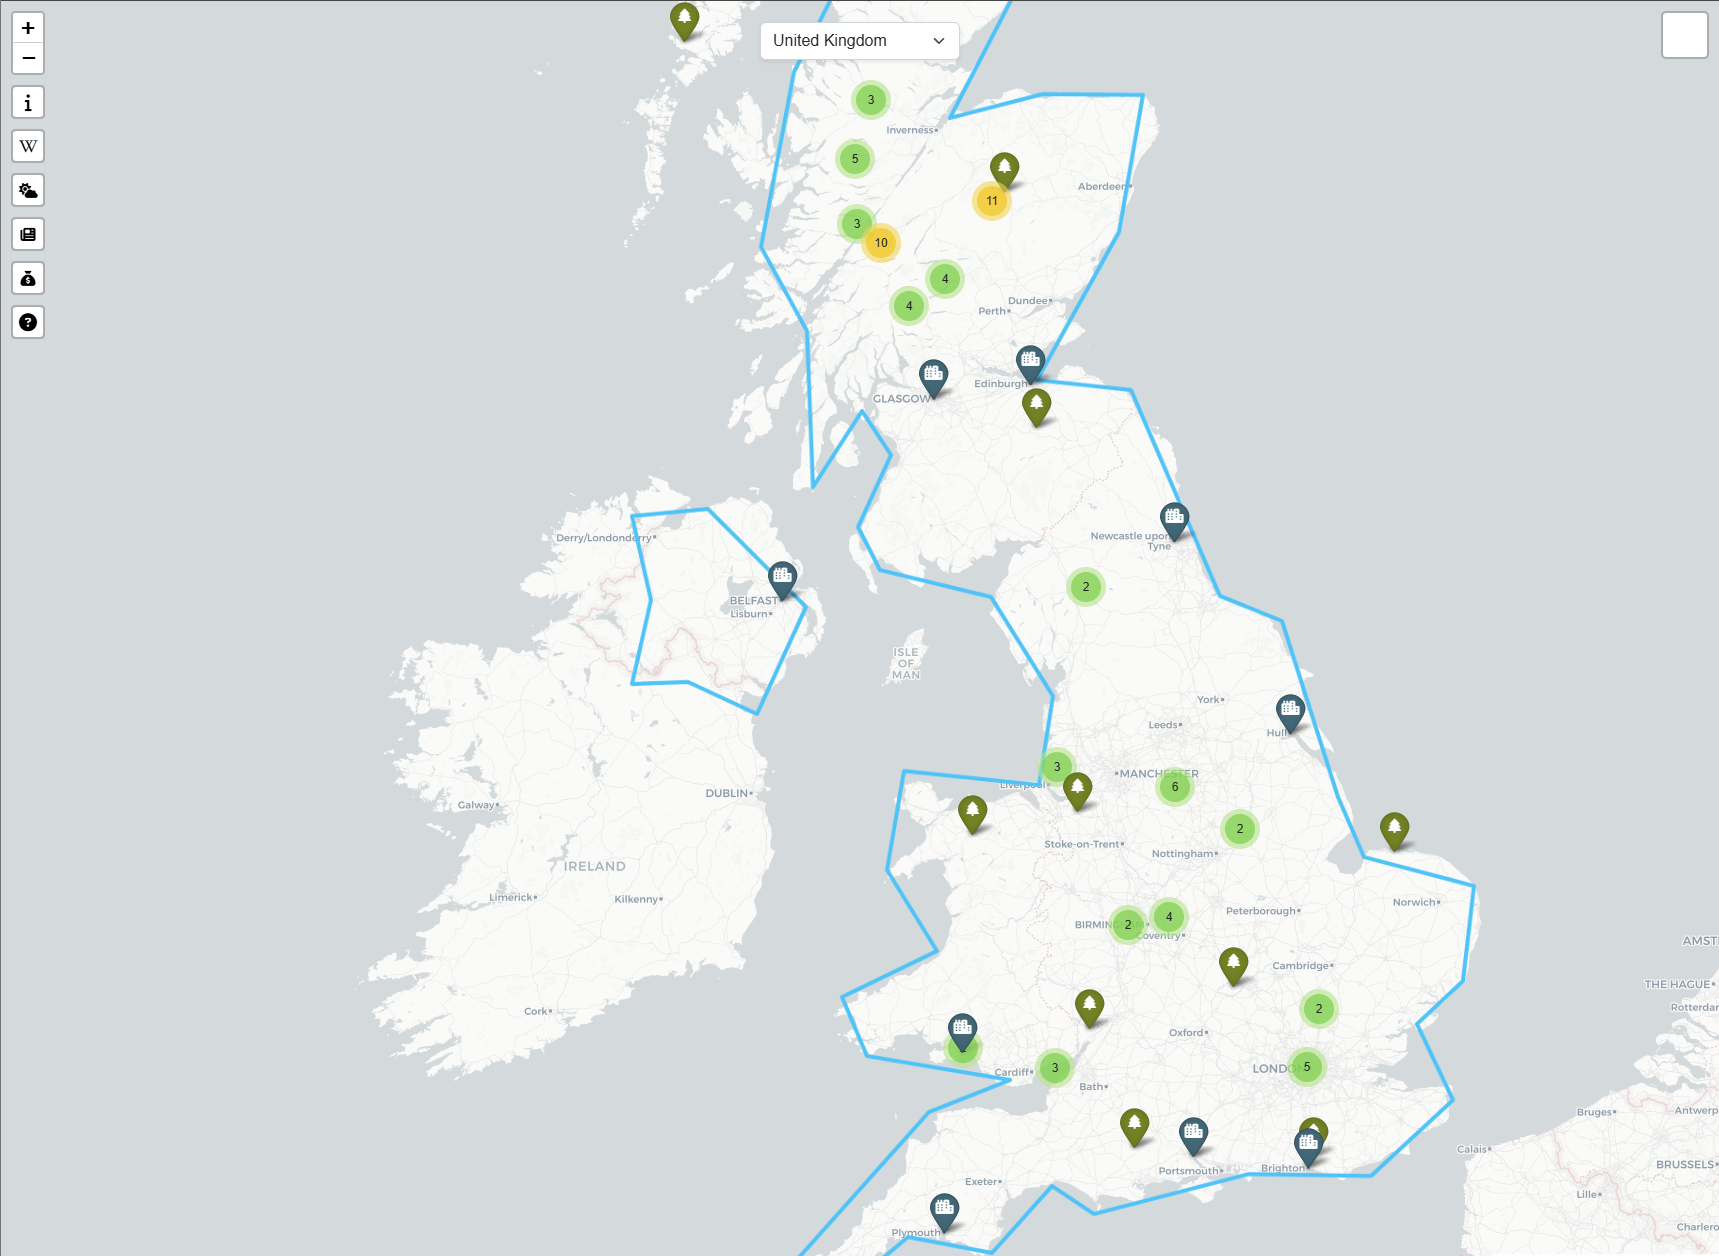 +
United Kingdom
−
i
3
W
Inverness
5
Aberdeen
11
3
10
4
Dundee
4
Perth
?
Edinburgh
GLASGOW
Newcastle upon
Tyne
Derry/Londonderry
2
BELFAST
Lisburn
ISLE
OF
MAN
York
Leeds
Hull
3
MANCHESTER
Liverpool
6
DUBLIN
Galway
2
Stoke-on-Trent
Nottingham
IRELAND
Limerick
Kilkenny
Norwich
Peterborough
4
BIRMINGHAM
2
Coventry
AMST
Cambridge
THE HAGUE
Rotterdar
2
Cork
Oxford
LONDON
5
Cardiff
3
Bath
Bruges
Antwerp
Calais
BRUSSELS
Portsmouth
Brighton
Exeter
Lille
Plymouth
Charlero